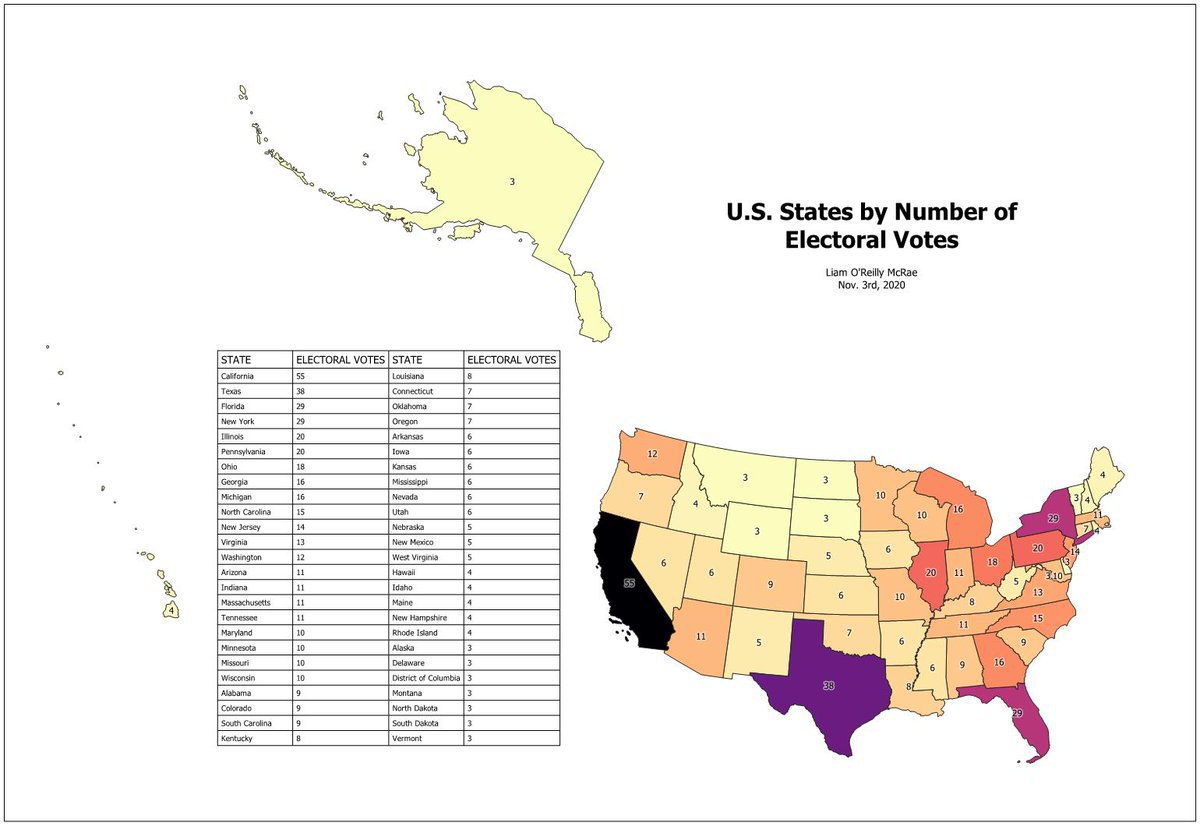 U.S. States by Number of
Electoral Votes
Liam O'Reilly McRae
Nov. 3rd, 2020
3
4
STATE ELECTORAL VOTES STATE ELECTORAL VOTES
California 55 Louisiana 8
Texas 38 Connecticut 7
Florida 29 Oklahoma 7
New York 29 Oregon 7
Illinois 20 Arkansas 6
Pennsylvania 20 Iowa 6
Ohio 18 Kansas 6
Georgia 16 Mississippi 6
Michigan 16 Nevada 6
North Carolina 15 Utah 6
New Jersey 14 Nebraska 5
Virginia 13 New Mexico 5
Washington 12 West Virginia 5
Arizona 11 Hawaii 4
Indiana 11 Idaho 4
Massachusetts 11 Maine 4
Tennessee 11 New Hampshire 4
Maryland 10 Rhode Island 4
Minnesota 10 Alaska 3
Missouri 10 Delaware 3
Wisconsin 10 District of Columbia 3
Alabama 9 Montana 3
Colorado 9 North Dakota 3
South Carolina 9 South Dakota 3
Kentucky 8 Vermont 3
12 3 3 4
7 4 10 3 4
3 10 16 29 11
3 7 4
6 6 5 6 20 14
55 9 20 11 18 3
6 10 5 3 10
8 13
11 5 7 11 15
6 9
6 9 16
38 8 29